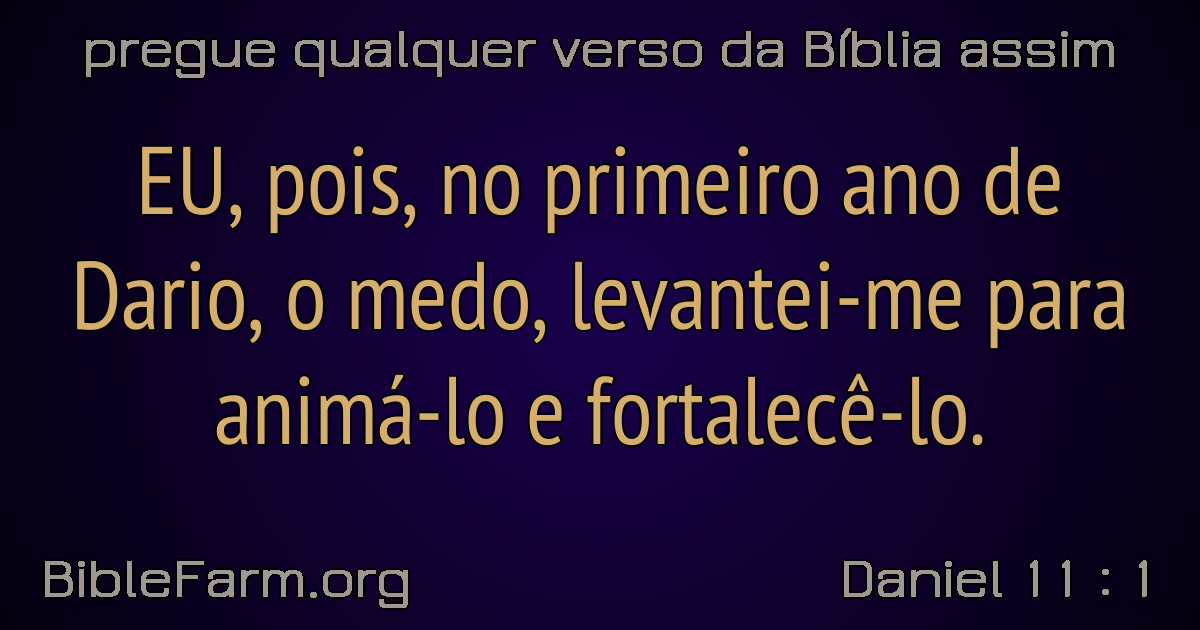 pregue qualquer verso da Bíblia assim
EU, pois, no primeiro ano de
Dario, o medo, levantei-me para
animá-lo e fortalecê-lo.
BibleFarm.org
Daniel 11 : 1